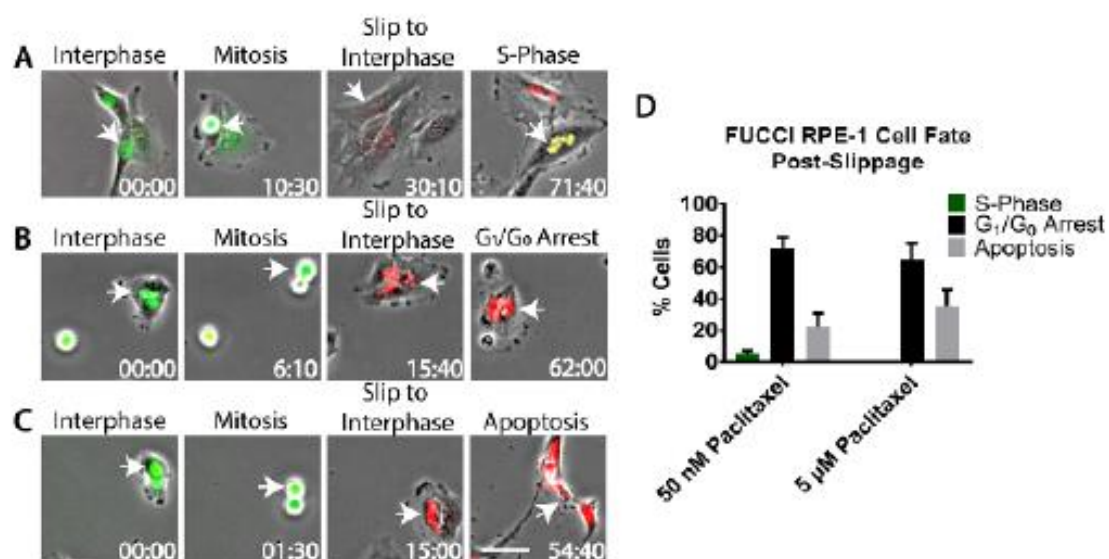 A
Interphase
Mitosis
Slip to
Interphase
S-Phase
00:00
10:30
30:10
71:40
B
Interphase
Mitosis
Slip to
Interphase
G₁/G₀ Arrest
00:00
6:10
15:40
62:00
C
Interphase
Mitosis
Slip to
Interphase
Apoptosis
00:00
01:30
15:00
54:40
D
FUCCI RPE-1 Cell Fate
Post-Slippage
S-Phase
G₁/G₀ Arrest
Apoptosis
% Cells
100
80
60
40
20
0
50 nM Paclitaxel
5 µM Paclitaxel